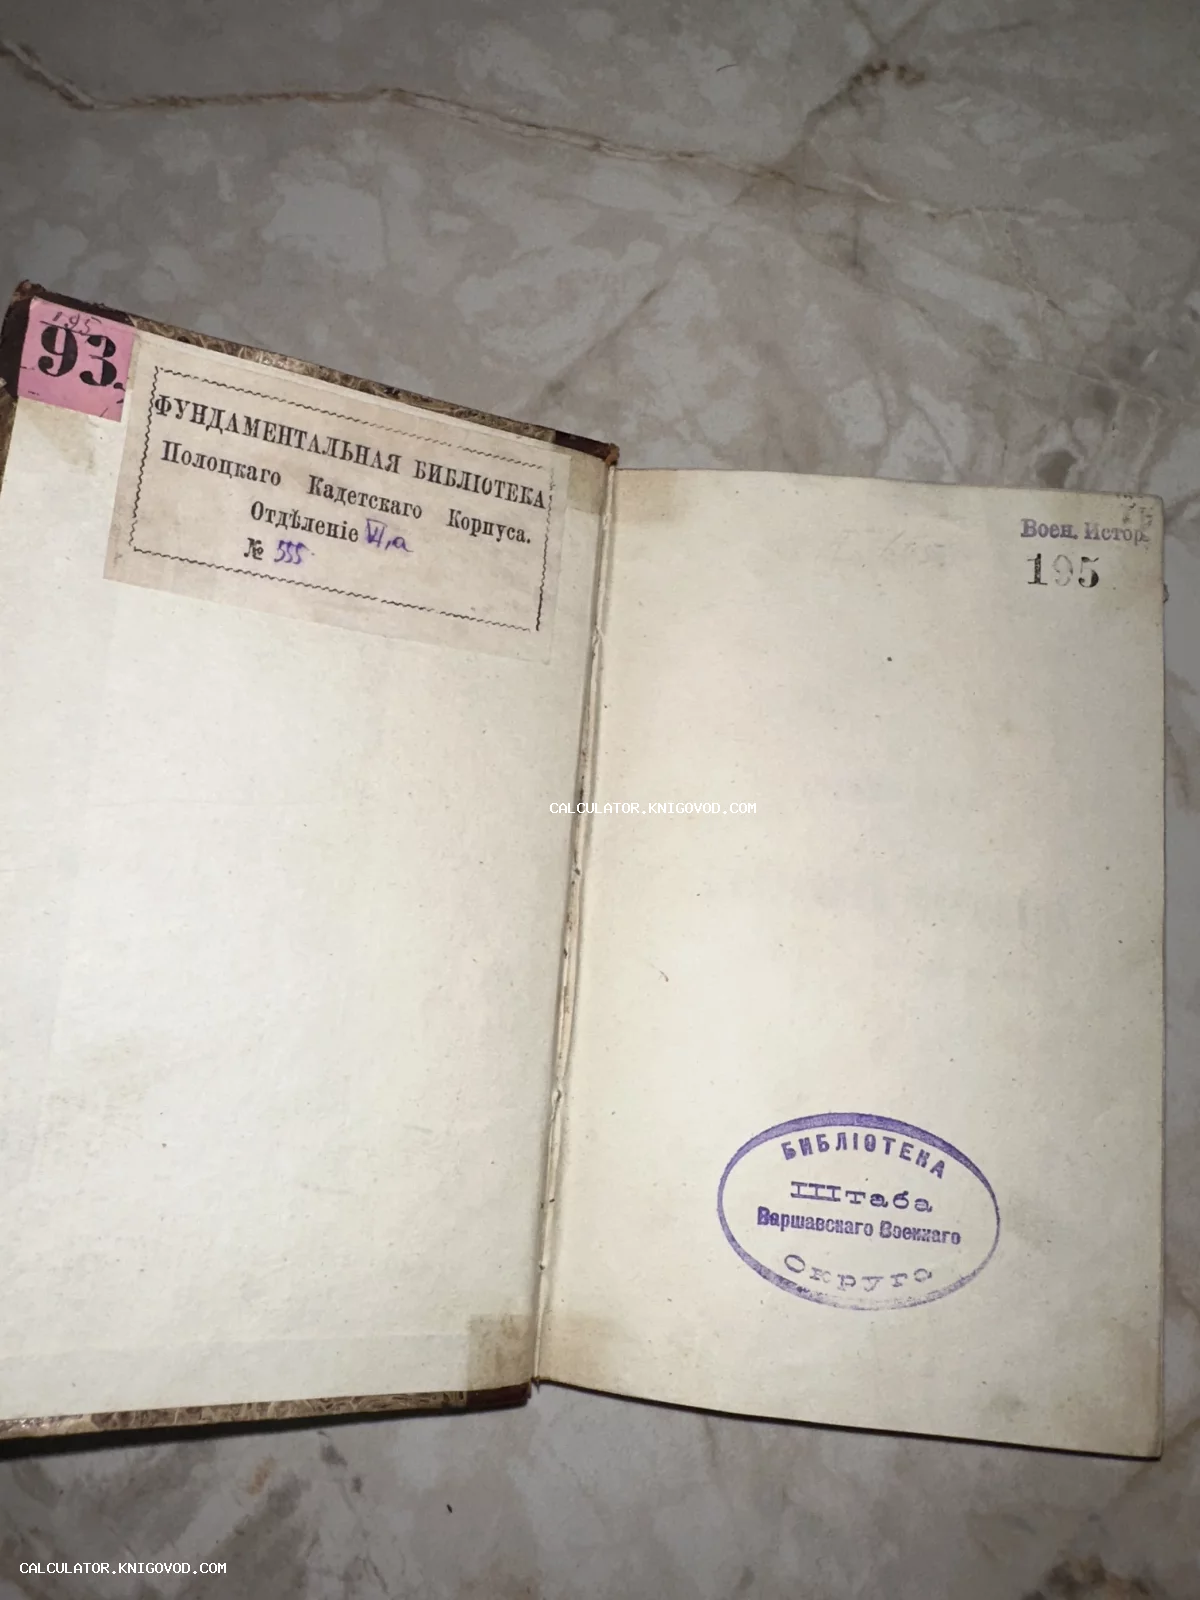 195
93.
ФУНДАМЕНТАЛЬНАЯ БИБЛІОТЕКА
Полоцкаго Кадетскаго Корпуса.
Отдѣленіе VI, а
№ 555.
Воен. Истор.
195
CALCULATOR.KNIGOVOD.COM
БИБЛІОТЕКА
Штаба
Варшавскаго Военнаго
Округа
CALCULATOR.KNIGOVOD.COM